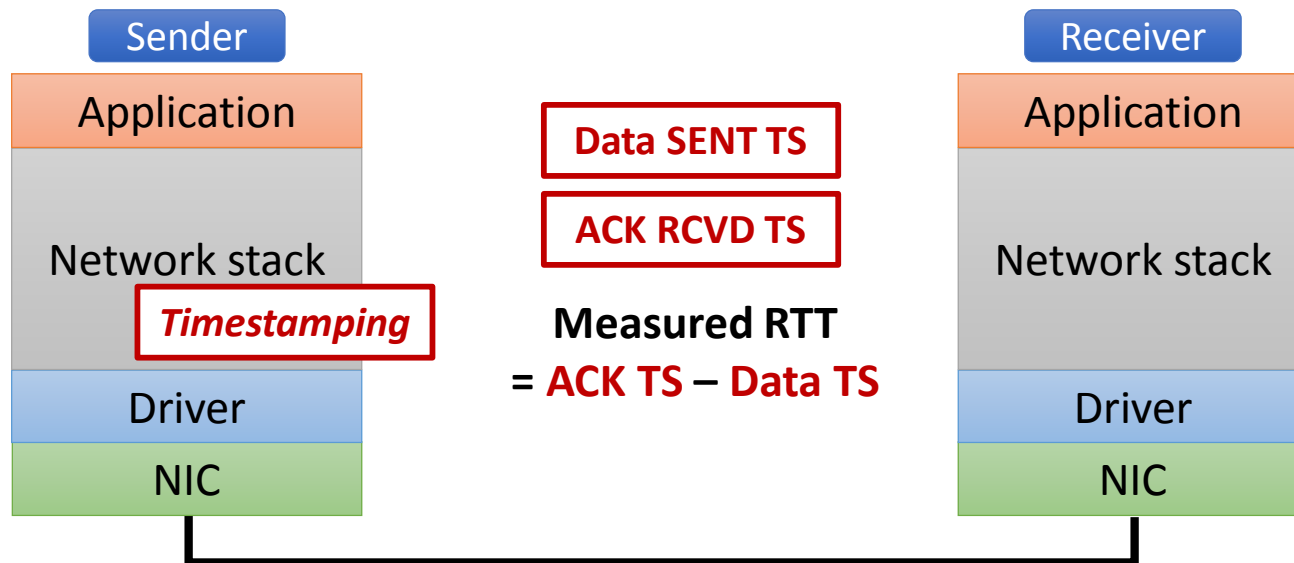 Sender
Application
Network stack
Timestamping
Driver
NIC
Data SENT TS
ACK RCVD TS
Measured RTT
= ACK TS – Data TS
Receiver
Application
Network stack
Driver
NIC